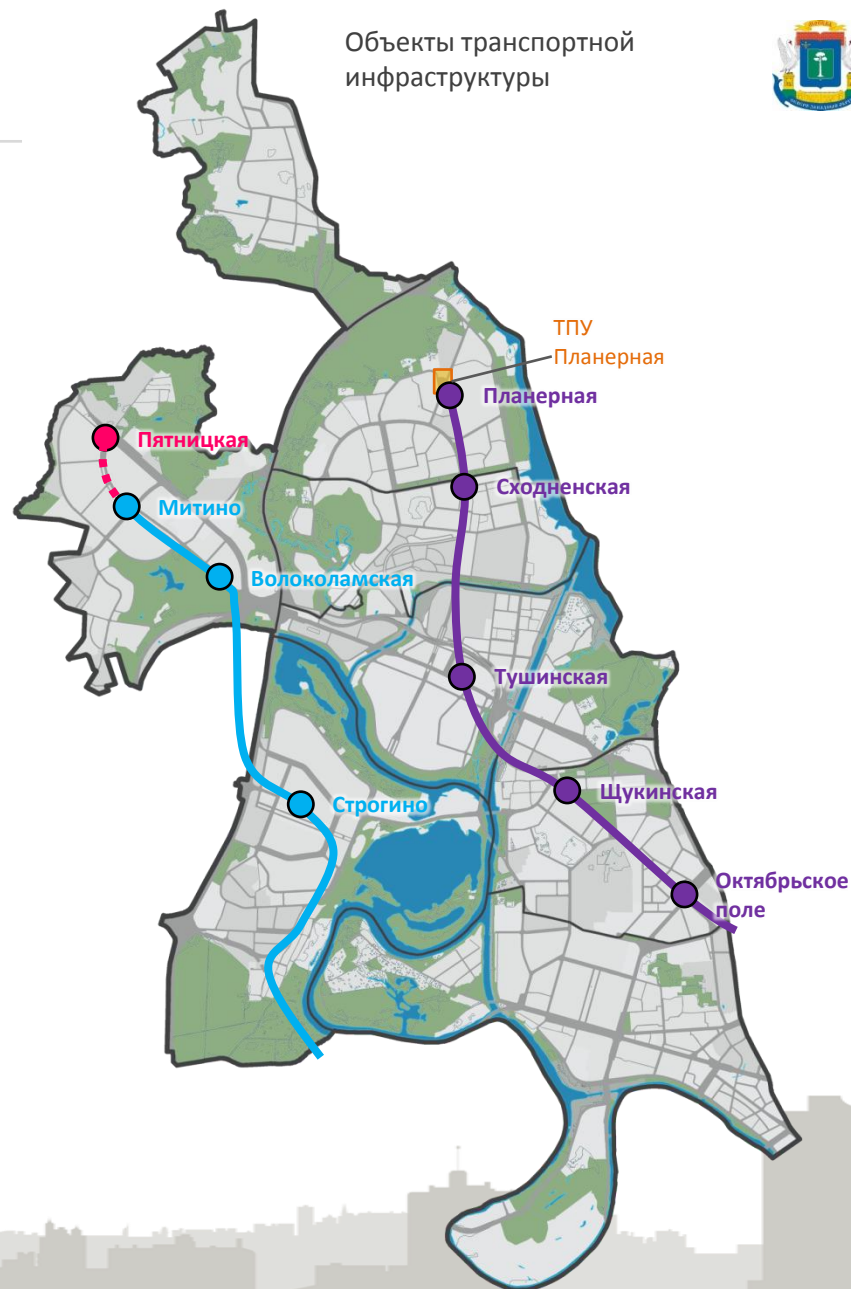 Объекты транспортной
инфраструктуры
ТПУ
Планерная
Планерная
Пятницкая
Сходненская
Митино
Волоколамская
Тушинская
Щукинская
Строгино
Октябрьское
поле